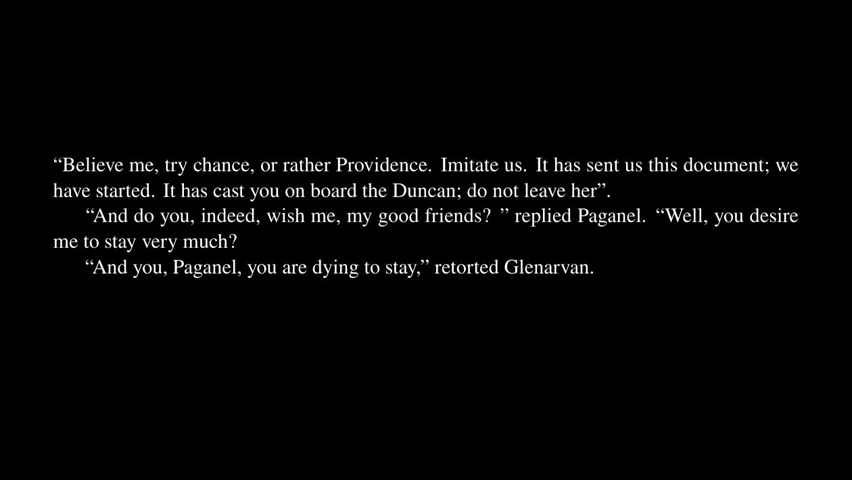 “Believe me, try chance, or rather Providence. Imitate us. It has sent us this document; we
have started. It has cast you on board the Duncan; do not leave her”.
“And do you, indeed, wish me, my good friends? ” replied Paganel. “Well, you desire
me to stay very much?
“And you, Paganel, you are dying to stay,” retorted Glenarvan.